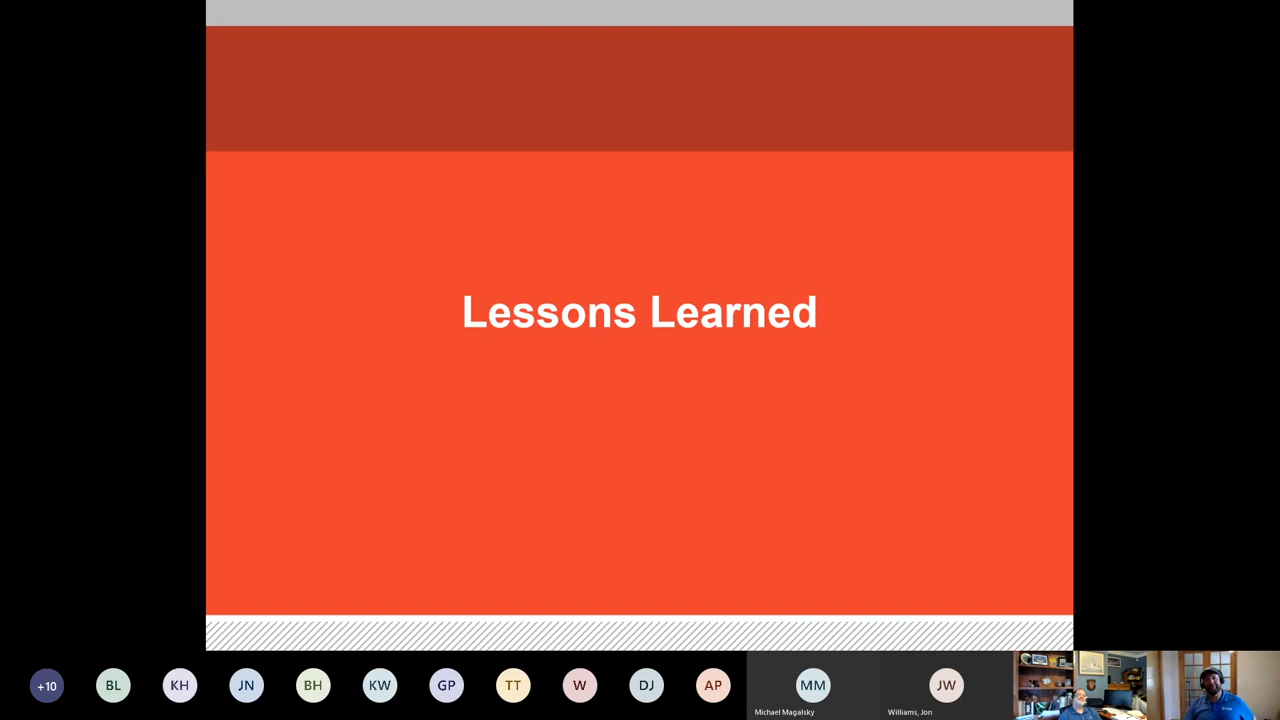 Lessons Learned
+10
BL
KH
JN
BH
KW
GP
TT
W
DJ
AP
MM
JW
Michael Magalsky
Williams, Jon